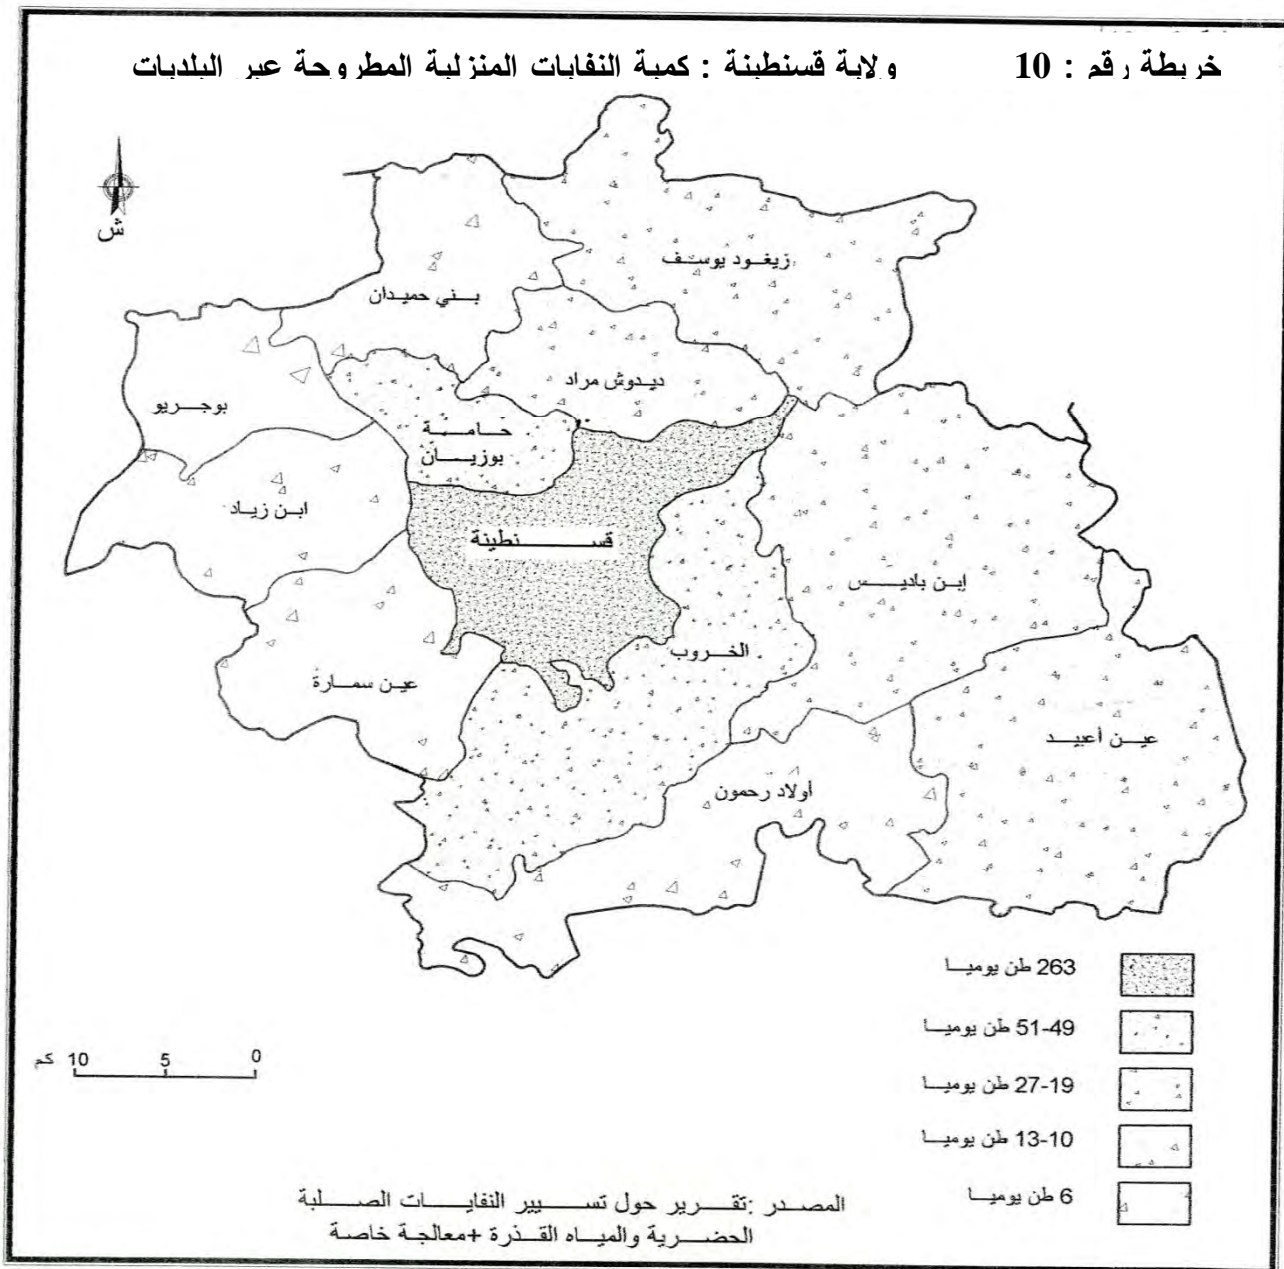 خريطة رقم : 10 ولاية قسنطينة : كمية النفايات المنزلية المطروحة عبر البلديات
ش
زيغود يوسف
بني حميدان
ديدوش مراد
بوجريو
حامة
بوزيان
ابن زياد
قسنطينة
إبن باديس
الخروب
عين سمارة
عين أعبيد
أولاد رحمون
263 طن يوميا
51-49 طن يوميا
27-19 طن يوميا
13-10 طن يوميا
6 طن يوميا
كم 10 5 0
المصدر :تقرير حول تسيير النفايات الصلبة
الحضرية والمياه القذرة +معالجة خاصة